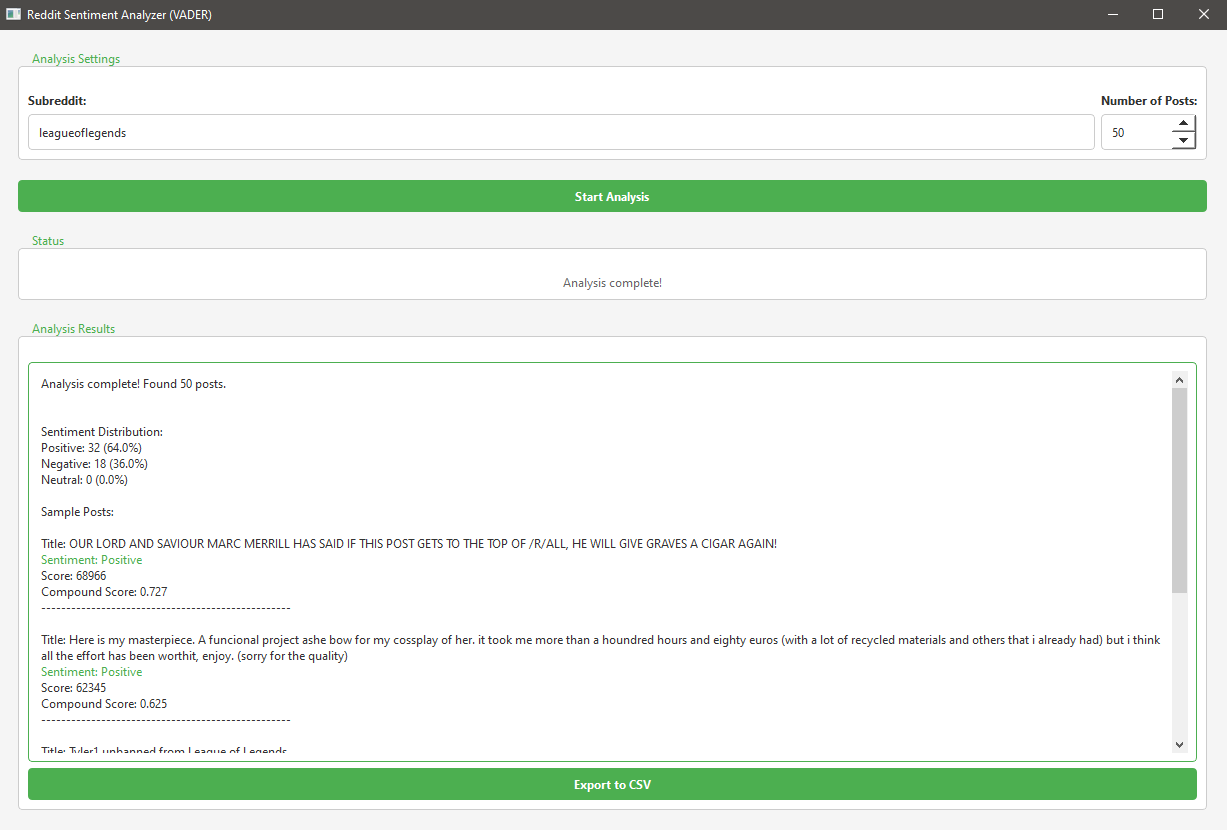 Reddit Sentiment Analyzer (VADER)
Analysis Settings
Subreddit:
Number of Posts:
leagueoflegends
50
Start Analysis
Status
Analysis complete!
Analysis Results
Analysis complete! Found 50 posts.
Sentiment Distribution:
Positive: 32 (64.0%)
Negative: 18 (36.0%)
Neutral: 0 (0.0%)
Sample Posts:
Title: OUR LORD AND SAVIOUR MARC MERRILL HAS SAID IF THIS POST GETS TO THE TOP OF /R/ALL, HE WILL GIVE GRAVES A CIGAR AGAIN!
Sentiment: Positive
Score: 68966
Compound Score: 0.727
--------------------------------------------------
Title: Here is my masterpiece. A funcional project ashe bow for my cossplay of her. it took me more than a houndred hours and eighty euros (with a lot of recycled materials and others that i already had) but i think
all the effort has been worthit, enjoy. (sorry for the quality)
Sentiment: Positive
Score: 62345
Compound Score: 0.625
--------------------------------------------------
Title: Tyler1 unbanned from League of Legends
Export to CSV